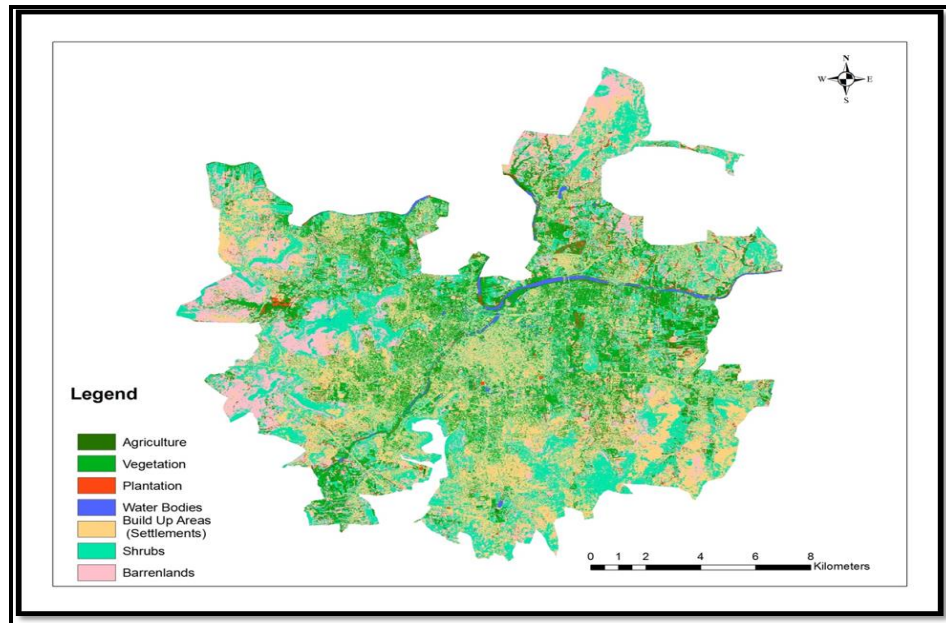 N
W E
S
Legend
Agriculture
Vegetation
Plantation
Water Bodies
Build Up Areas
(Settlements)
Shrubs
Barrenlands
0 1 2 4 6 8
Kilometers